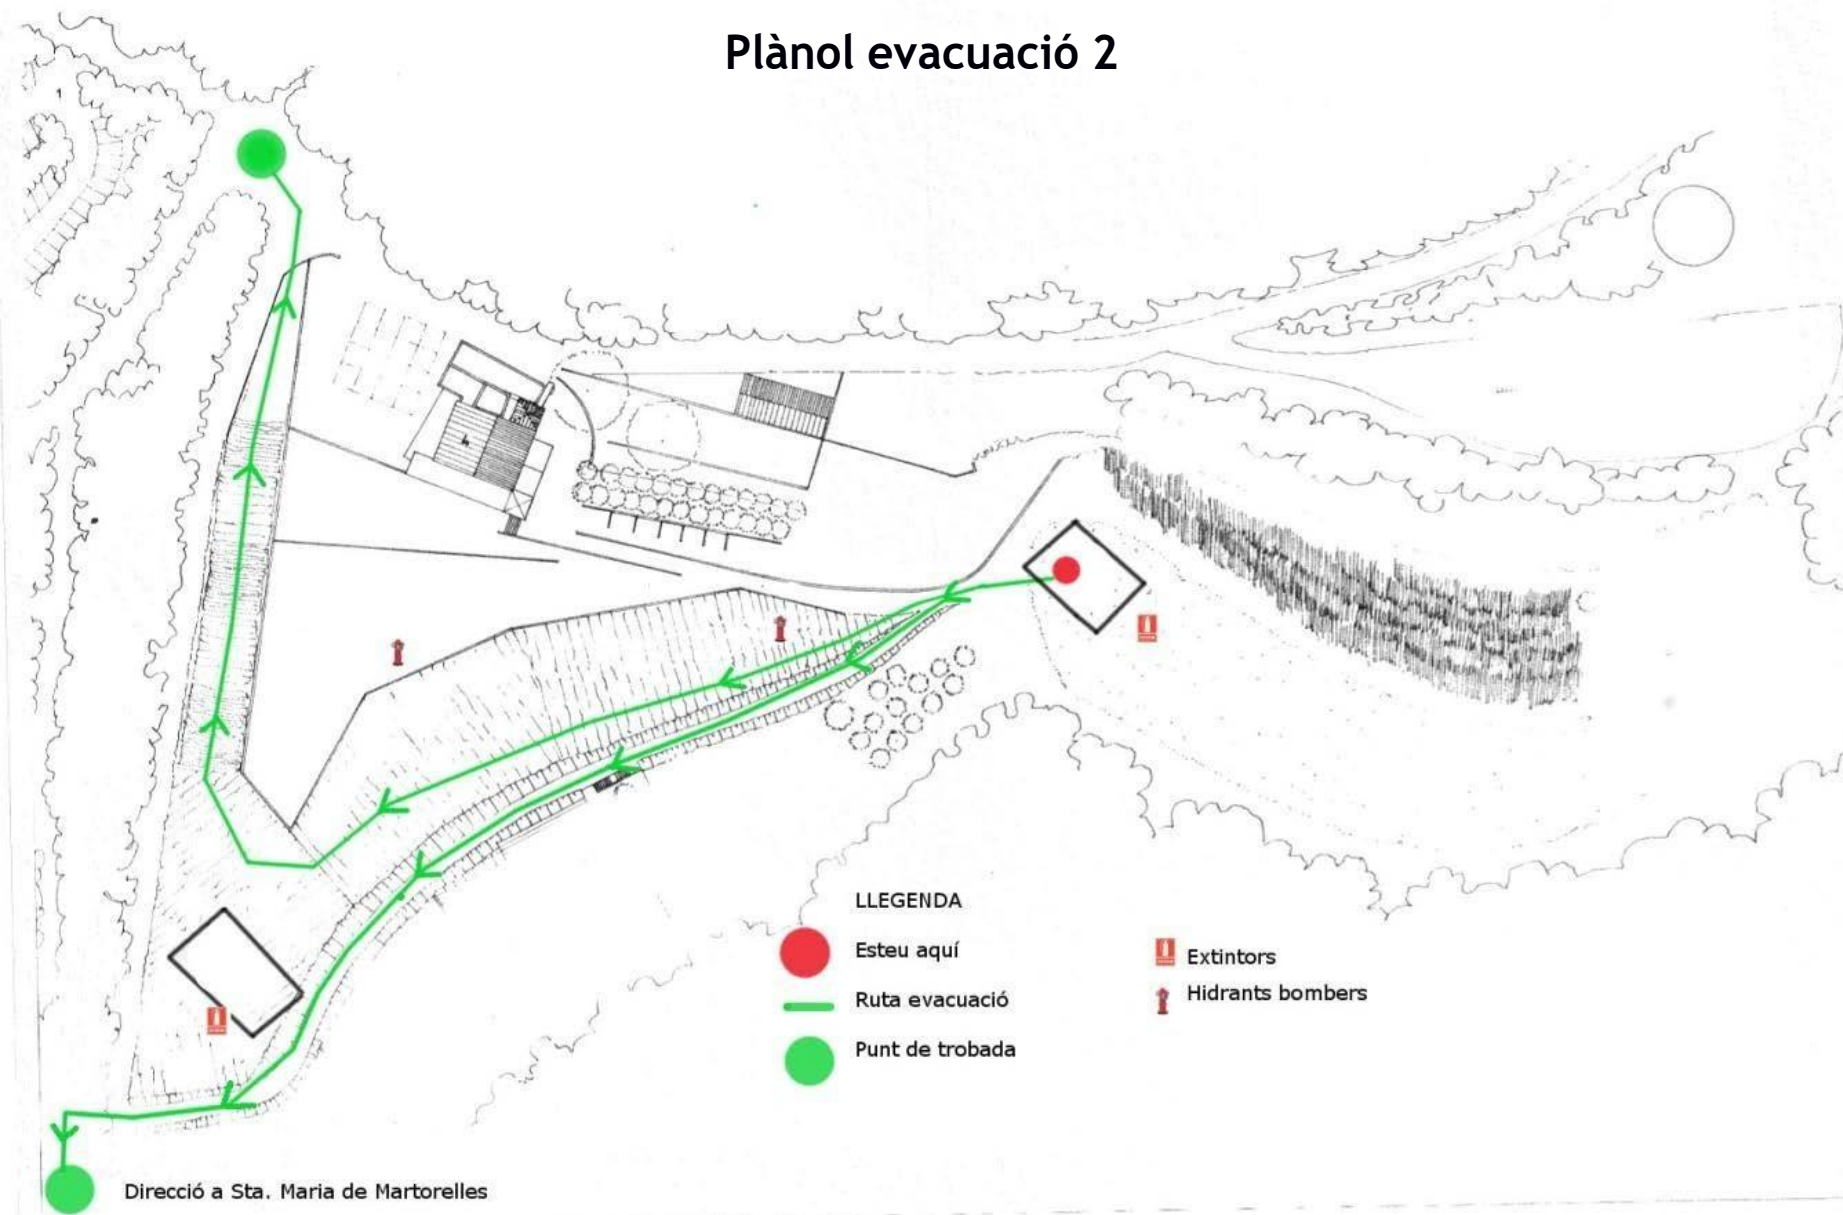 Plànol evacuació 2
LLEGENDA
Esteu aquí
Ruta evacuació
Punt de trobada
Extintors
Hidrants bombers
Direcció a Sta. Maria de Martorelles